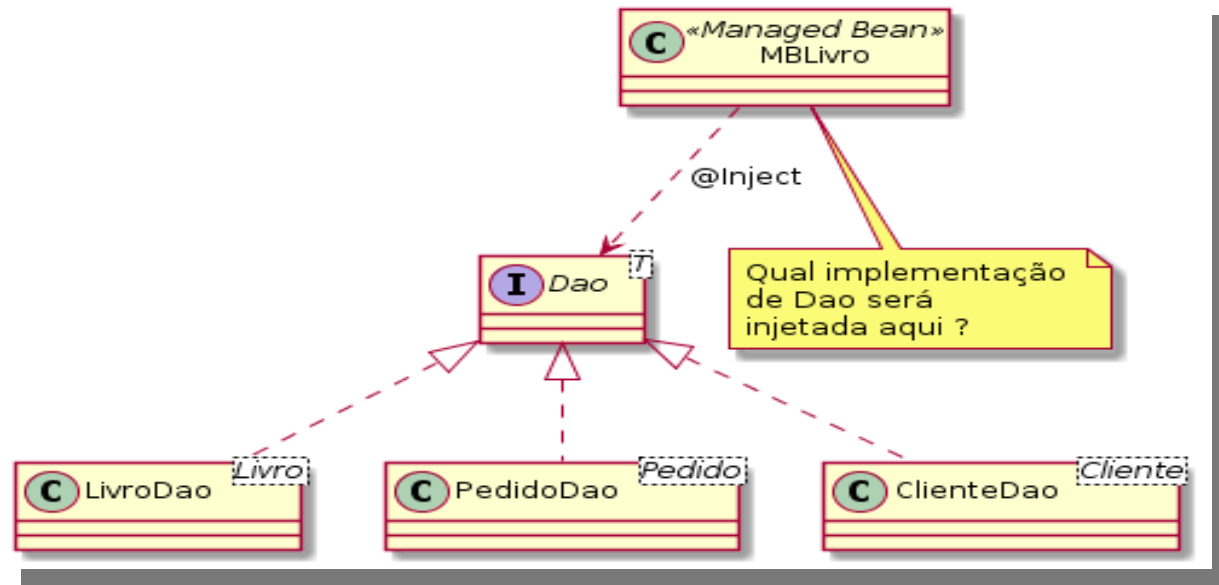 C
«Managed Bean»
MBLivro
@Inject
I
Dao
T
Qual implementação
de Dao será
injetada aqui ?
C
LivroDao
Livro
C
PedidoDao
Pedido
C
ClienteDao
Cliente